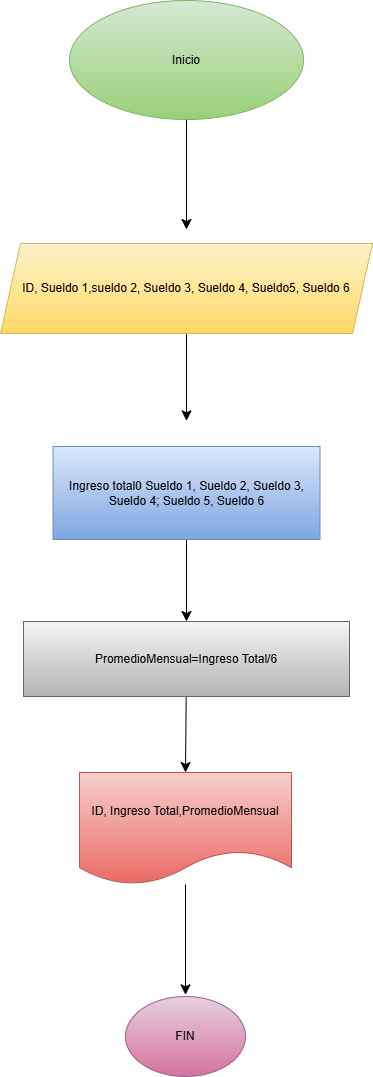 Inicio
ID, Sueldo 1,sueldo 2, Sueldo 3, Sueldo 4, Sueldo5, Sueldo 6
Ingreso total0 Sueldo 1, Sueldo 2, Sueldo 3,
Sueldo 4; Sueldo 5, Sueldo 6
PromedioMensual=Ingreso Total/6
ID, Ingreso Total,PromedioMensual
FIN